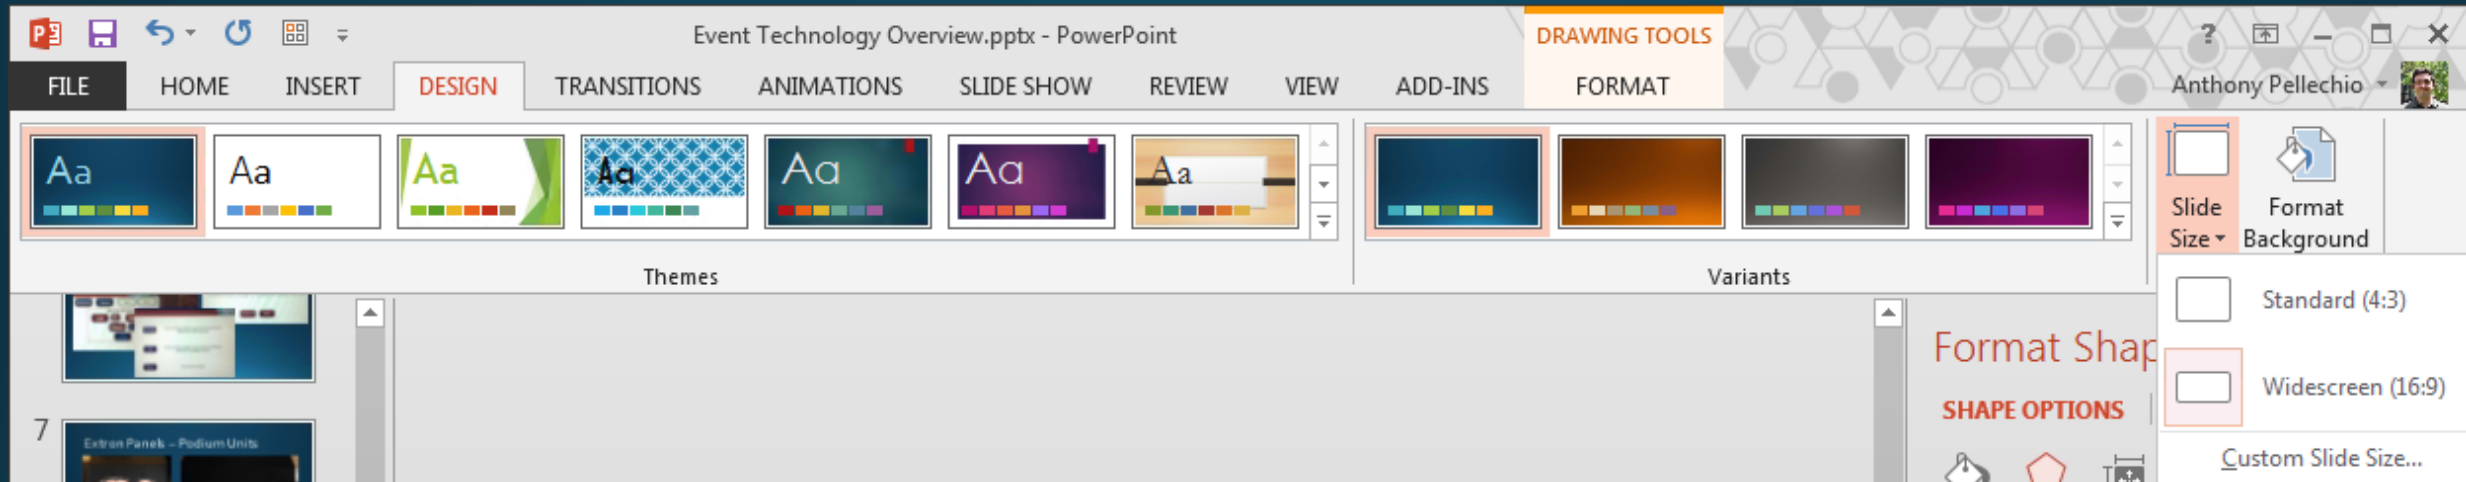 Event Technology Overview.pptx - PowerPoint
DRAWING TOOLS
?
FILE HOME INSERT DESIGN TRANSITIONS ANIMATIONS SLIDE SHOW REVIEW VIEW ADD-INS FORMAT
Anthony Pellechio
Aa Aa Aa Aa Aa Aa Aa
Slide Size
Format Background
Themes
Variants
Standard (4:3)
Format Shap
Widescreen (16:9)
SHAPE OPTIONS
Custom Slide Size...
7
Extron Panels – Podium Units